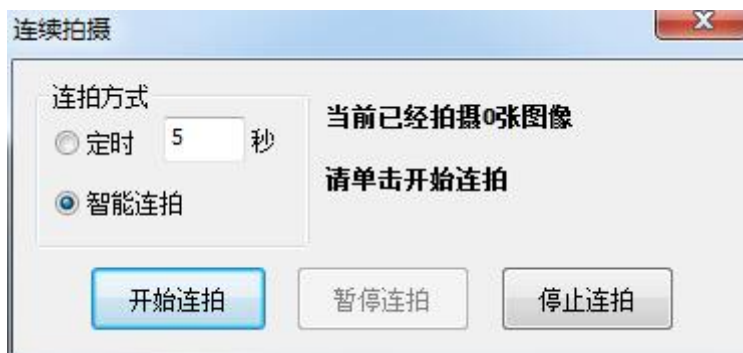 连续拍摄
连拍方式
定时 5 秒
智能连拍
当前已经拍摄0张图像
请单击开始连拍
开始连拍 暂停连拍 停止连拍